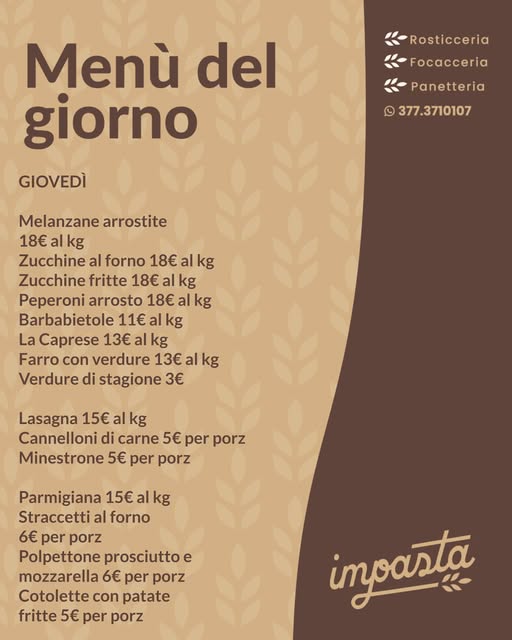 Menù del
giorno
Rosticceria
Focacceria
Panetteria
377.3710107
GIOVEDÌ
Melanzane arrostite
18€ al kg
Zucchine al forno 18€ al kg
Zucchine fritte 18€ al kg
Peperoni arrosto 18€ al kg
Barbabietole 11€ al kg
La Caprese 13€ al kg
Farro con verdure 13€ al kg
Verdure di stagione 3€
Lasagna 15€ al kg
Cannelloni di carne 5€ per porz
Minestrone 5€ per porz
Parmigiana 15€ al kg
Straccetti al forno
6€ per porz
Polpettone prosciutto e
mozzarella 6€ per porz
Cotolette con patate
fritte 5€ per porz
impasta